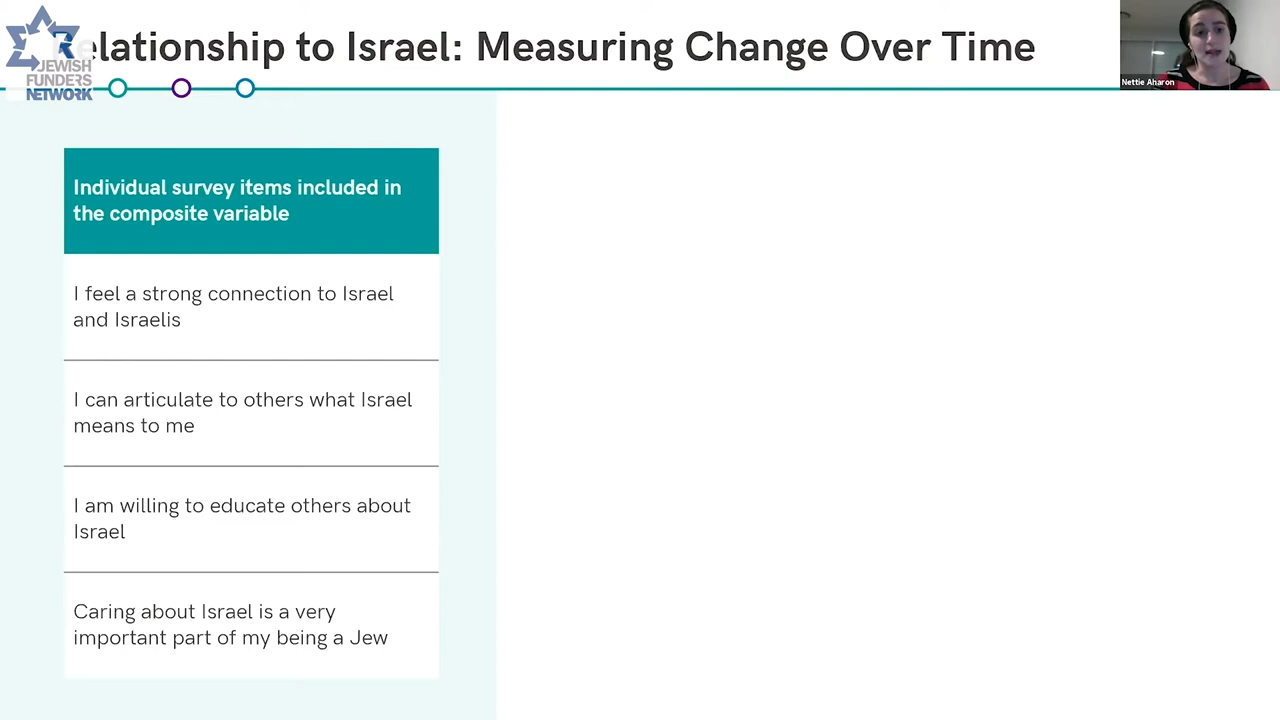 Relationship to Israel: Measuring Change Over Time
JEWISH
FUNDERS
NETWORK
Nettie Aharon
Individual survey items included in
the composite variable
I feel a strong connection to Israel
and Israelis
I can articulate to others what Israel
means to me
I am willing to educate others about
Israel
Caring about Israel is a very
important part of my being a Jew